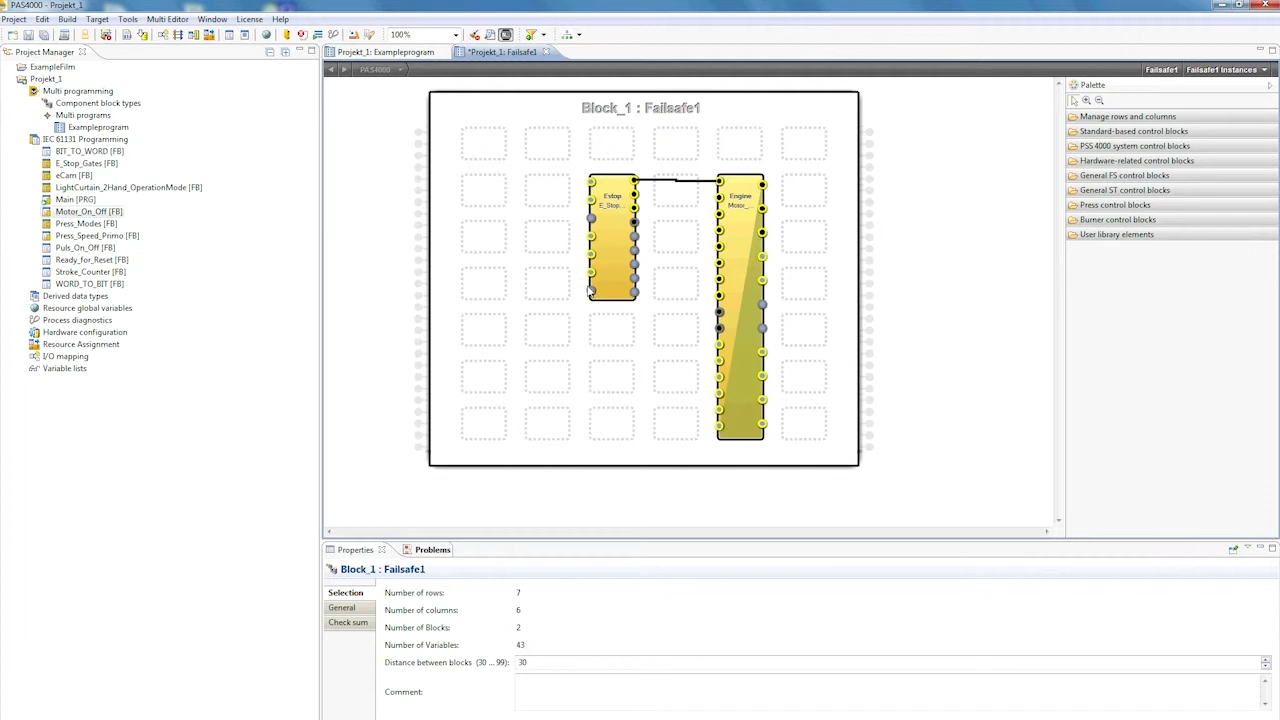 PAS4000 - Projekt_1
Project Edit Build Target Tools Multi Editor Window License Help
100%
Project Manager
ExampleFilm
Projekt_1
Multi programming
Component block types
Multi programs
Exampleprogram
IEC 61131 Programming
BIT_TO_WORD [FB]
E_Stop_Gates [FB]
eCam [FB]
LightCurtain_2Hand_OperationMode [FB]
Main [PRG]
Motor_On_Off [FB]
Press_Modes [FB]
Press_Speed_Primo [FB]
Puls_On_Off [FB]
Ready_for_Reset [FB]
Stroke_Counter [FB]
WORD_TO_BIT [FB]
Derived data types
Resource global variables
Process diagnostics
Hardware configuration
Resource Assignment
I/O mapping
Variable lists
Projekt_1: Exampleprogram *Projekt_1: Failsafe1
PAS4000 Failsafe1 Failsafe1 Instances
Block_1 : Failsafe1
Estop
E_Stop...
Engine
Motor_...
Palette
Manage rows and columns
Standard-based control blocks
PSS 4000 system control blocks
Hardware-related control blocks
General FS control blocks
General ST control blocks
Press control blocks
Burner control blocks
User library elements
Properties Problems
Block_1 : Failsafe1
Selection
General
Check sum
Number of rows: 7
Number of columns: 6
Number of Blocks: 2
Number of Variables: 43
Distance between blocks (30 ... 99): 30
Comment: